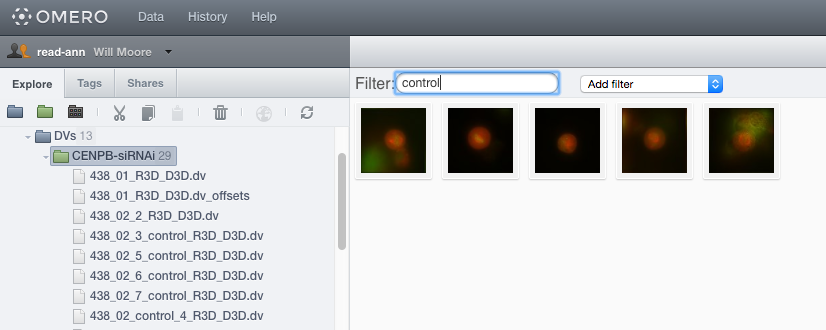 OMERO Data History Help
read-ann Will Moore
Explore Tags Shares
Filter: control Add filter
DVs 13
CENPB-siRNAi 29
438_01_R3D_D3D.dv
438_01_R3D_D3D.dv_offsets
438_02_2_R3D_D3D.dv
438_02_3_control_R3D_D3D.dv
438_02_5_control_R3D_D3D.dv
438_02_6_control_R3D_D3D.dv
438_02_7_control_R3D_D3D.dv
438_02_control_4_R3D_D3D.dv